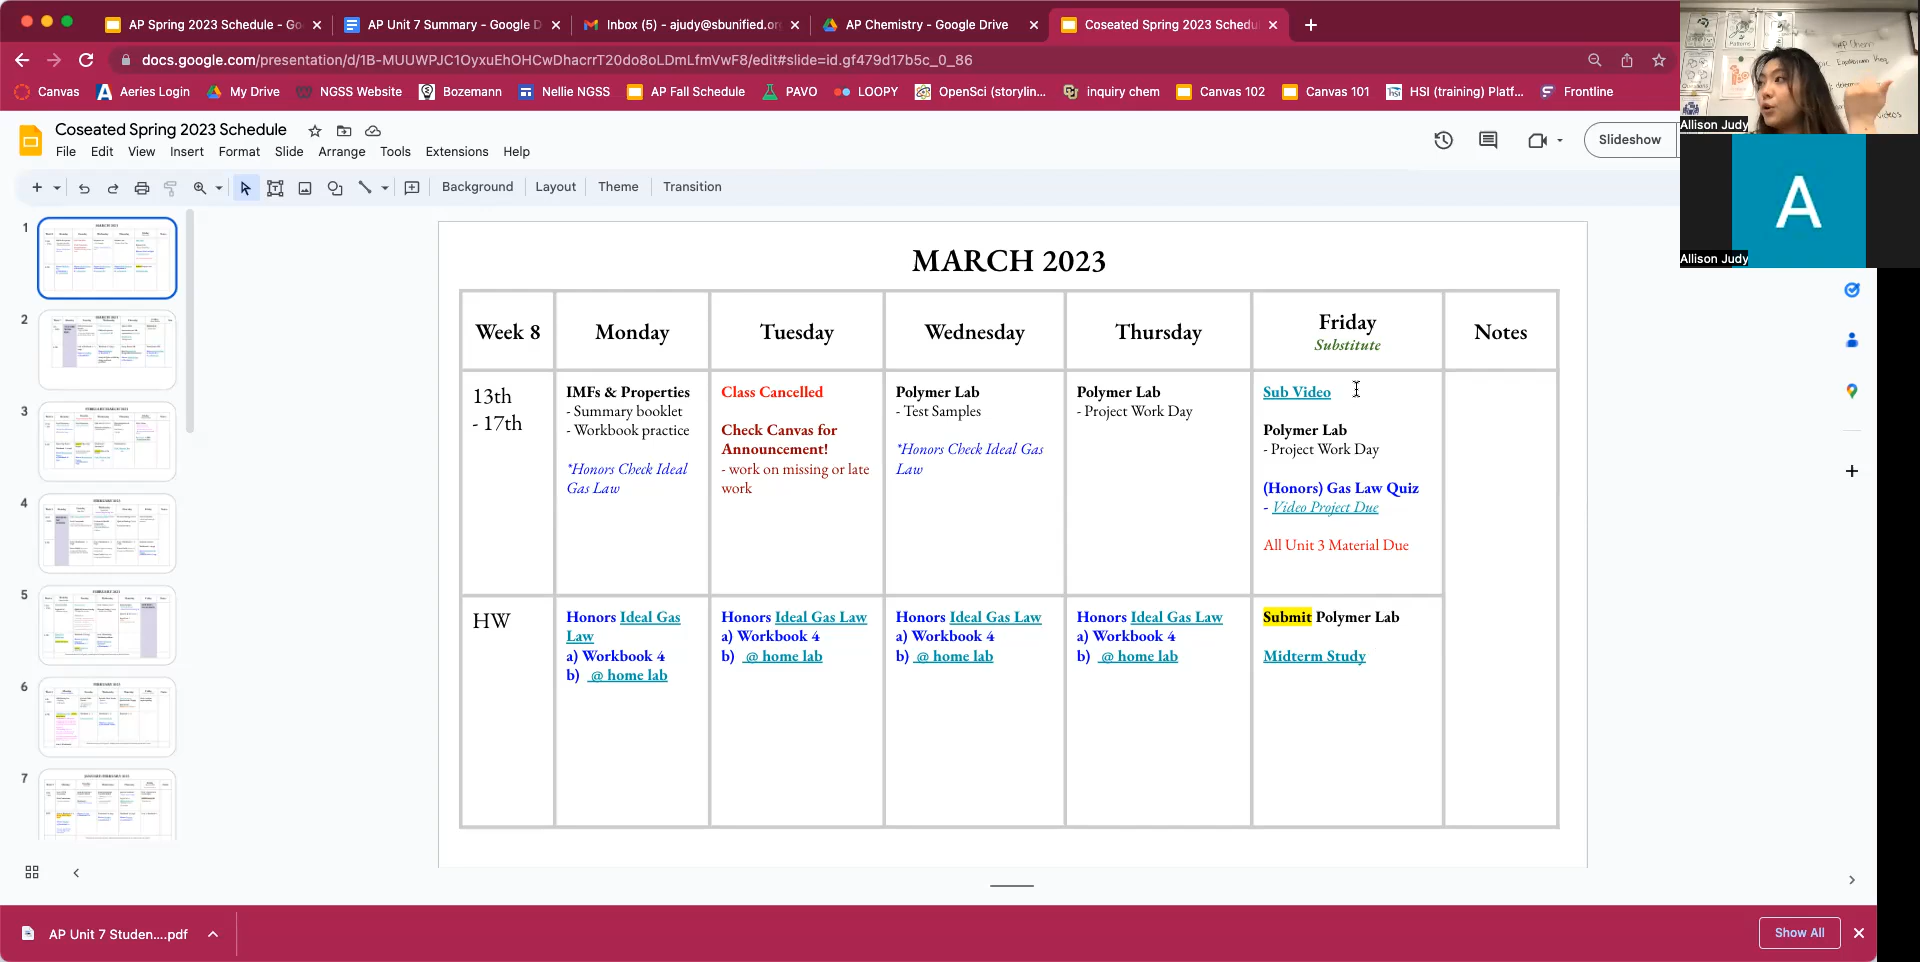 AP Spring 2023 Schedule - Go
AP Unit 7 Summary - Google D
Inbox (5) - ajudy@sbunified.or
AP Chemistry - Google Drive
Coseated Spring 2023 Schedu
docs.google.com/presentation/d/1B-MUUWPJC1OyxuEhOHCwDhacrrT20do8oLDmLfmVwF8/edit#slide=id.gf479d17b5c_0_86
Canvas
Aeries Login
My Drive
NGSS Website
Bozemann
Nellie NGSS
AP Fall Schedule
PAVO
LOOPY
OpenSci (storylin...
inquiry chem
Canvas 102
Canvas 101
HSI (training) Platf...
Frontline
Coseated Spring 2023 Schedule
File Edit View Insert Format Slide Arrange Tools Extensions Help
Slideshow
Background
Layout
Theme
Transition
Allison Judy
A
Allison Judy
1
2
3
4
5
6
7
MARCH 2023
Week 8
Monday
Tuesday
Wednesday
Thursday
Friday
Substitute
Notes
13th
- 17th
IMFs & Properties
- Summary booklet
- Workbook practice
*Honors Check Ideal
Gas Law
Class Cancelled
Check Canvas for
Announcement!
- work on missing or late
work
Polymer Lab
- Test Samples
*Honors Check Ideal Gas
Law
Polymer Lab
- Project Work Day
Sub Video
Polymer Lab
- Project Work Day
(Honors) Gas Law Quiz
- Video Project Due
All Unit 3 Material Due
HW
Honors Ideal Gas
Law
a) Workbook 4
b) @ home lab
Honors Ideal Gas Law
a) Workbook 4
b) @ home lab
Honors Ideal Gas Law
a) Workbook 4
b) @ home lab
Honors Ideal Gas Law
a) Workbook 4
b) @ home lab
Submit Polymer Lab
Midterm Study
AP Unit 7 Studen....pdf
Show All